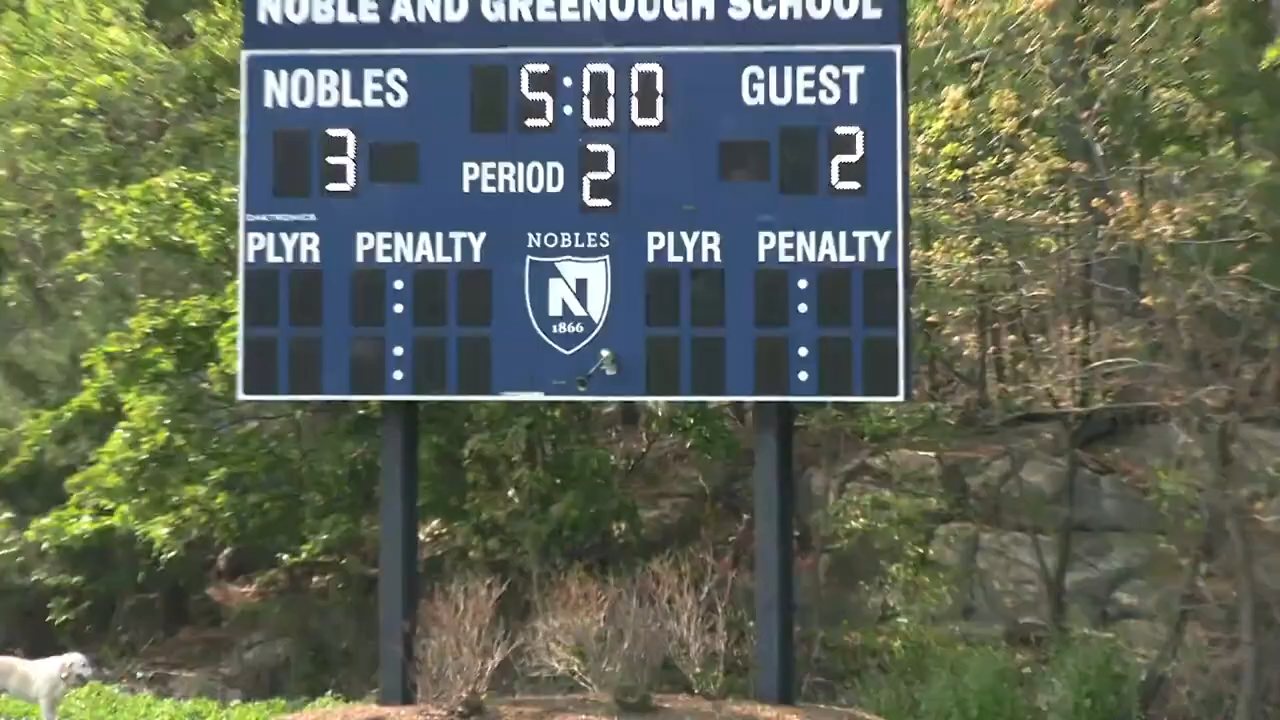 NOBLE AND GREENOUGH SCHOOL
NOBLES 5:00 GUEST
3 PERIOD 2 2
DAKTRONICS
PLYR PENALTY NOBLES PLYR PENALTY
N
1866